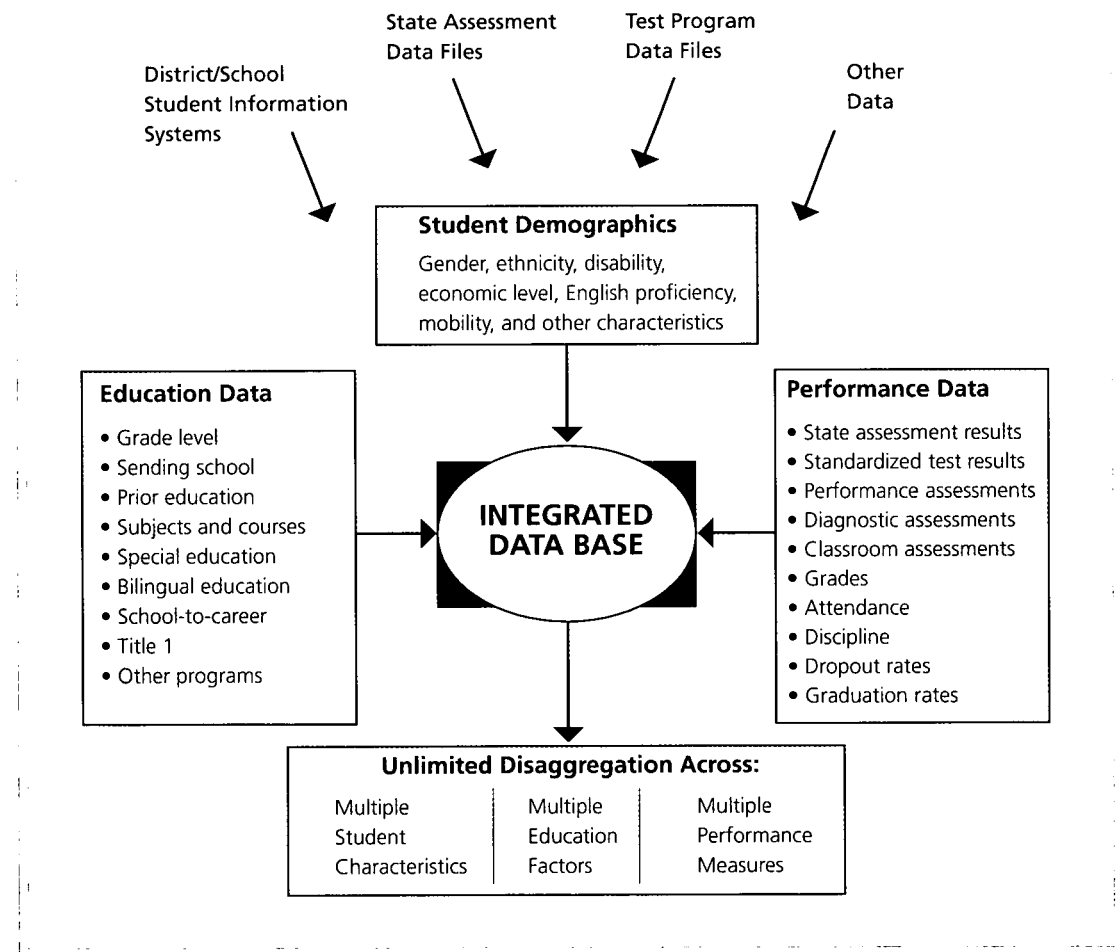 State Assessment
Data Files
Test Program
Data Files
District/School
Student Information
Systems
Other
Data
Student Demographics
Gender, ethnicity, disability,
economic level, English proficiency,
mobility, and other characteristics
Education Data
• Grade level
• Sending school
• Prior education
• Subjects and courses
• Special education
• Bilingual education
• School-to-career
• Title 1
• Other programs
INTEGRATED
DATA BASE
Performance Data
• State assessment results
• Standardized test results
• Performance assessments
• Diagnostic assessments
• Classroom assessments
• Grades
• Attendance
• Discipline
• Dropout rates
• Graduation rates
Unlimited Disaggregation Across:
Multiple
Student
Characteristics
Multiple
Education
Factors
Multiple
Performance
Measures